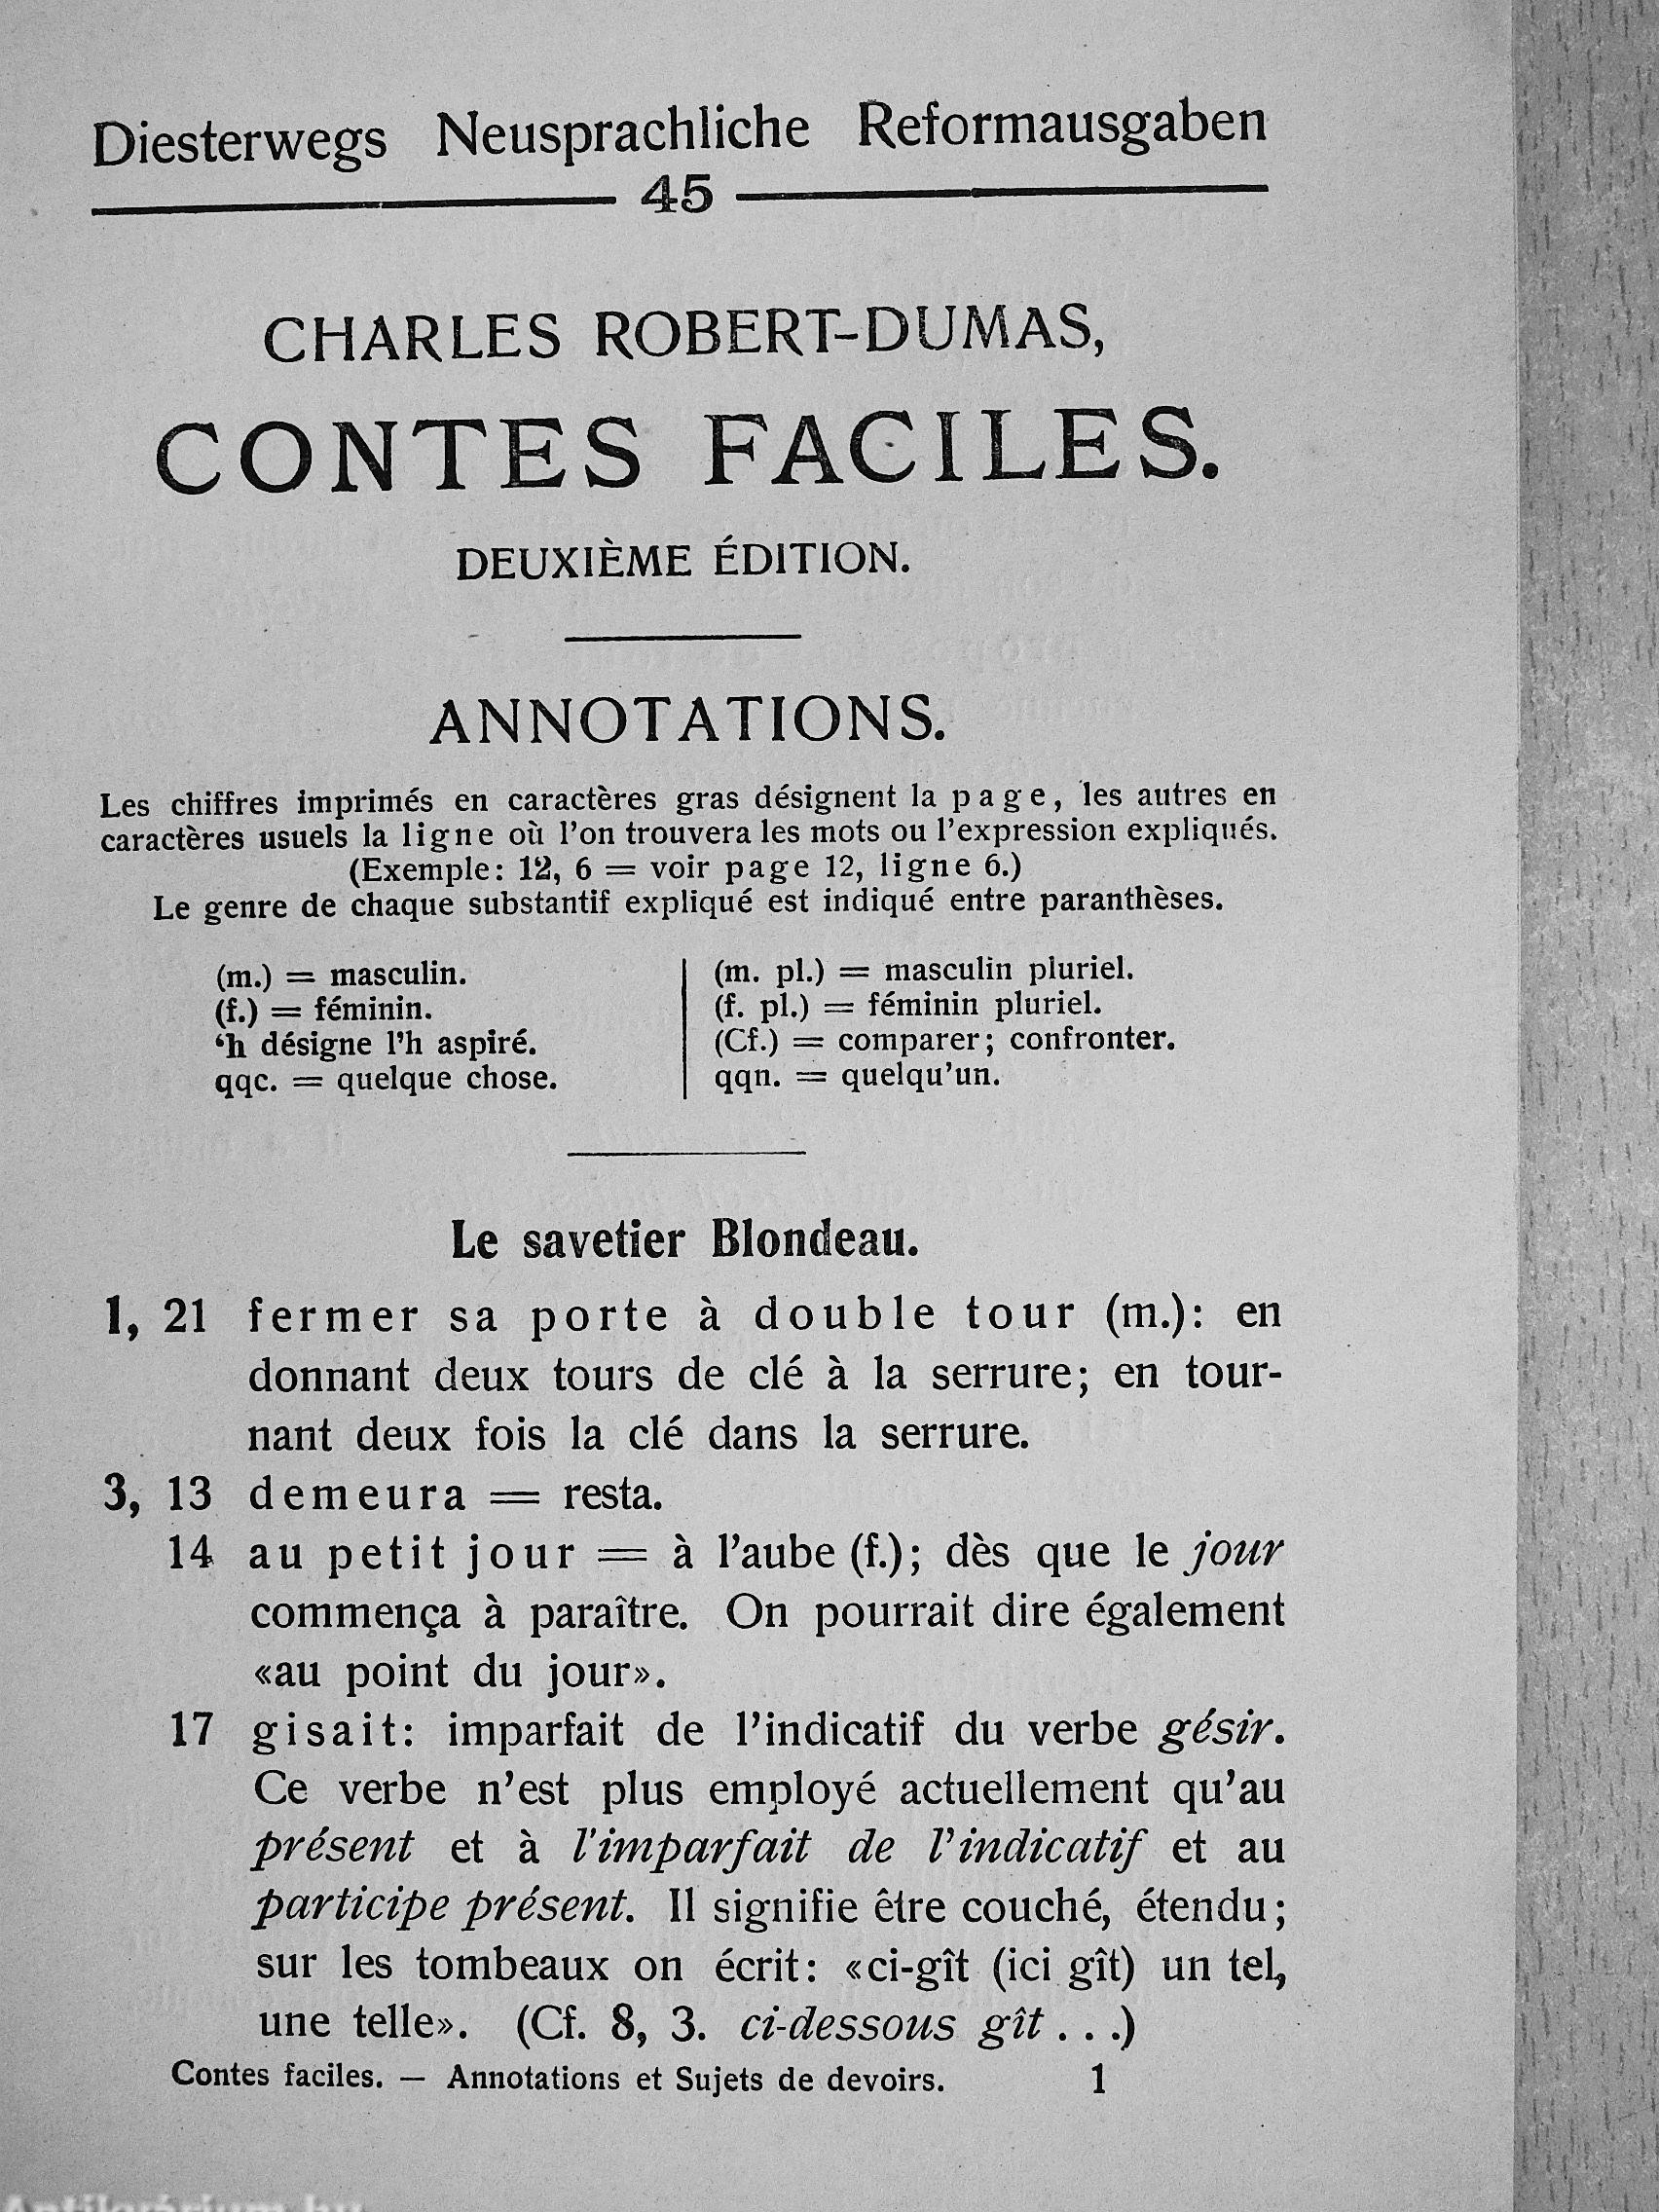 Diesterwegs Neusprachliche Reformausgaben
45
CHARLES ROBERT-DUMAS,
CONTES FACILES.
DEUXIÈME ÉDITION.
ANNOTATIONS.
Les chiffres imprimés en caractères gras désignent la page, les autres en
caractères usuels la ligne où l'on trouvera les mots ou l'expression expliqués.
(Exemple: 12, 6 = voir page 12, ligne 6.)
Le genre de chaque substantif expliqué est indiqué entre paranthèses.
(m.) = masculin.
(f.) = féminin.
‘h désigne l'h aspiré.
qqc. = quelque chose.
(m. pl.) = masculin pluriel.
(f. pl.) = féminin pluriel.
(Cf.) = comparer; confronter.
qqn. = quelqu'un.
Le savetier Blondeau.
1, 21 fermer sa porte à double tour (m.): en
donnant deux tours de clé à la serrure; en tour-
nant deux fois la clé dans la serrure.
3, 13 demeura = resta.
14 au petit jour = à l'aube (f.); dès que le jour
commença à paraître. On pourrait dire également
«au point du jour».
17 gisait: imparfait de l'indicatif du verbe gésir.
Ce verbe n'est plus employé actuellement qu'au
présent et à l'imparfait de l'indicatif et au
participe présent. Il signifie être couché, étendu;
sur les tombeaux on écrit: «ci-gît (ici gît) un tel,
une telle». (Cf. 8, 3. ci-dessous gît . . .)
Contes faciles. — Annotations et Sujets de devoirs. 1
Antikvárium.hu